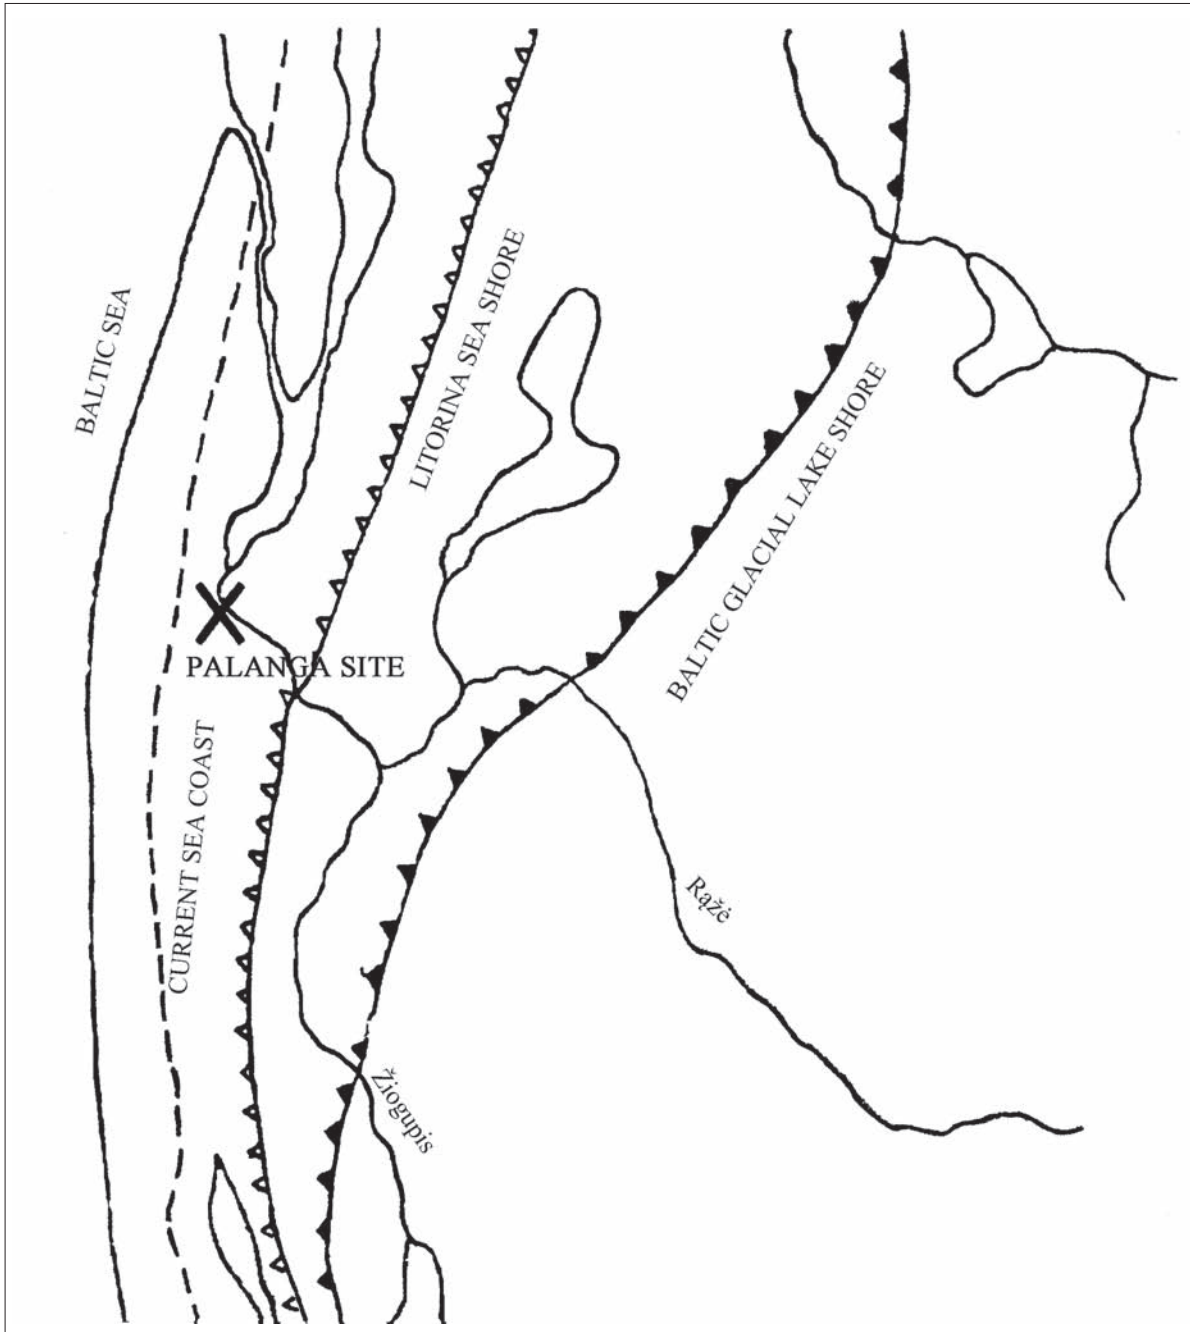 BALTIC SEA
LITORINA SEA SHORE
BALTIC GLACIAL LAKE SHORE
PALANGA SITE
CURRENT SEA COAST
Rąžė
Žiogupis